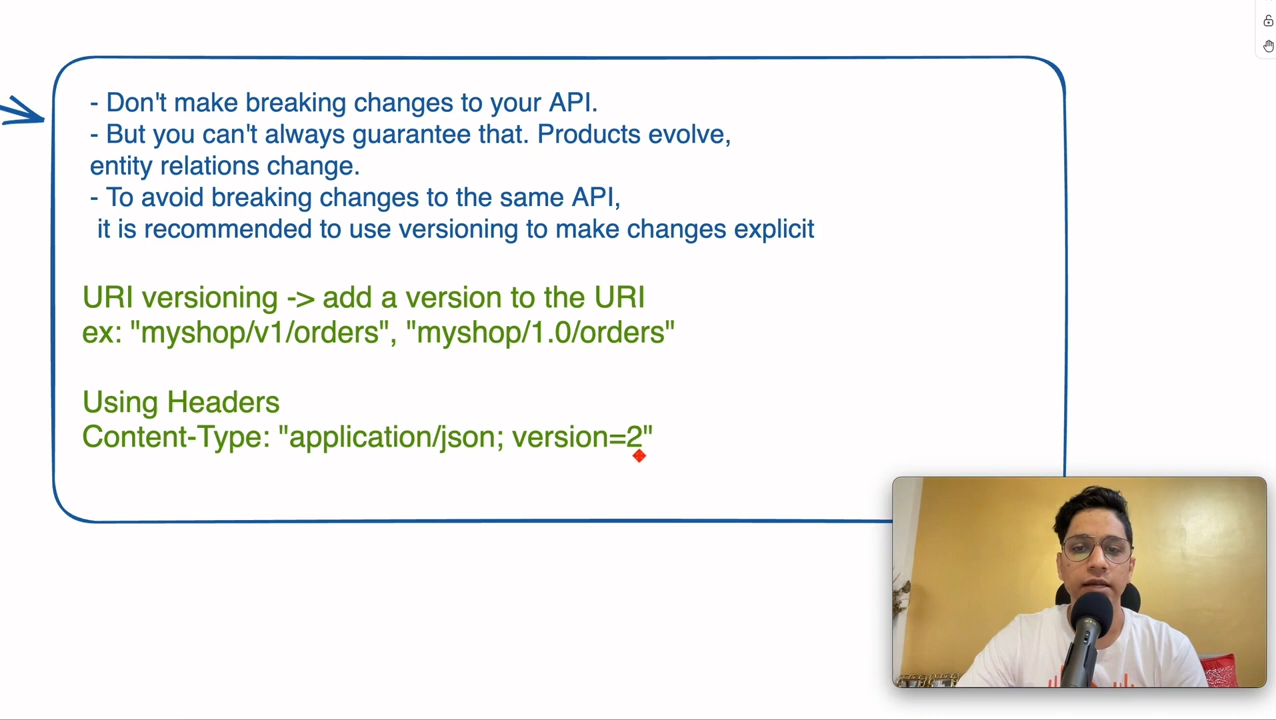 - Don't make breaking changes to your API.
- But you can't always guarantee that. Products evolve,
entity relations change.
- To avoid breaking changes to the same API,
it is recommended to use versioning to make changes explicit
URI versioning -> add a version to the URI
ex: "myshop/v1/orders", "myshop/1.0/orders"
Using Headers
Content-Type: "application/json; version=2"